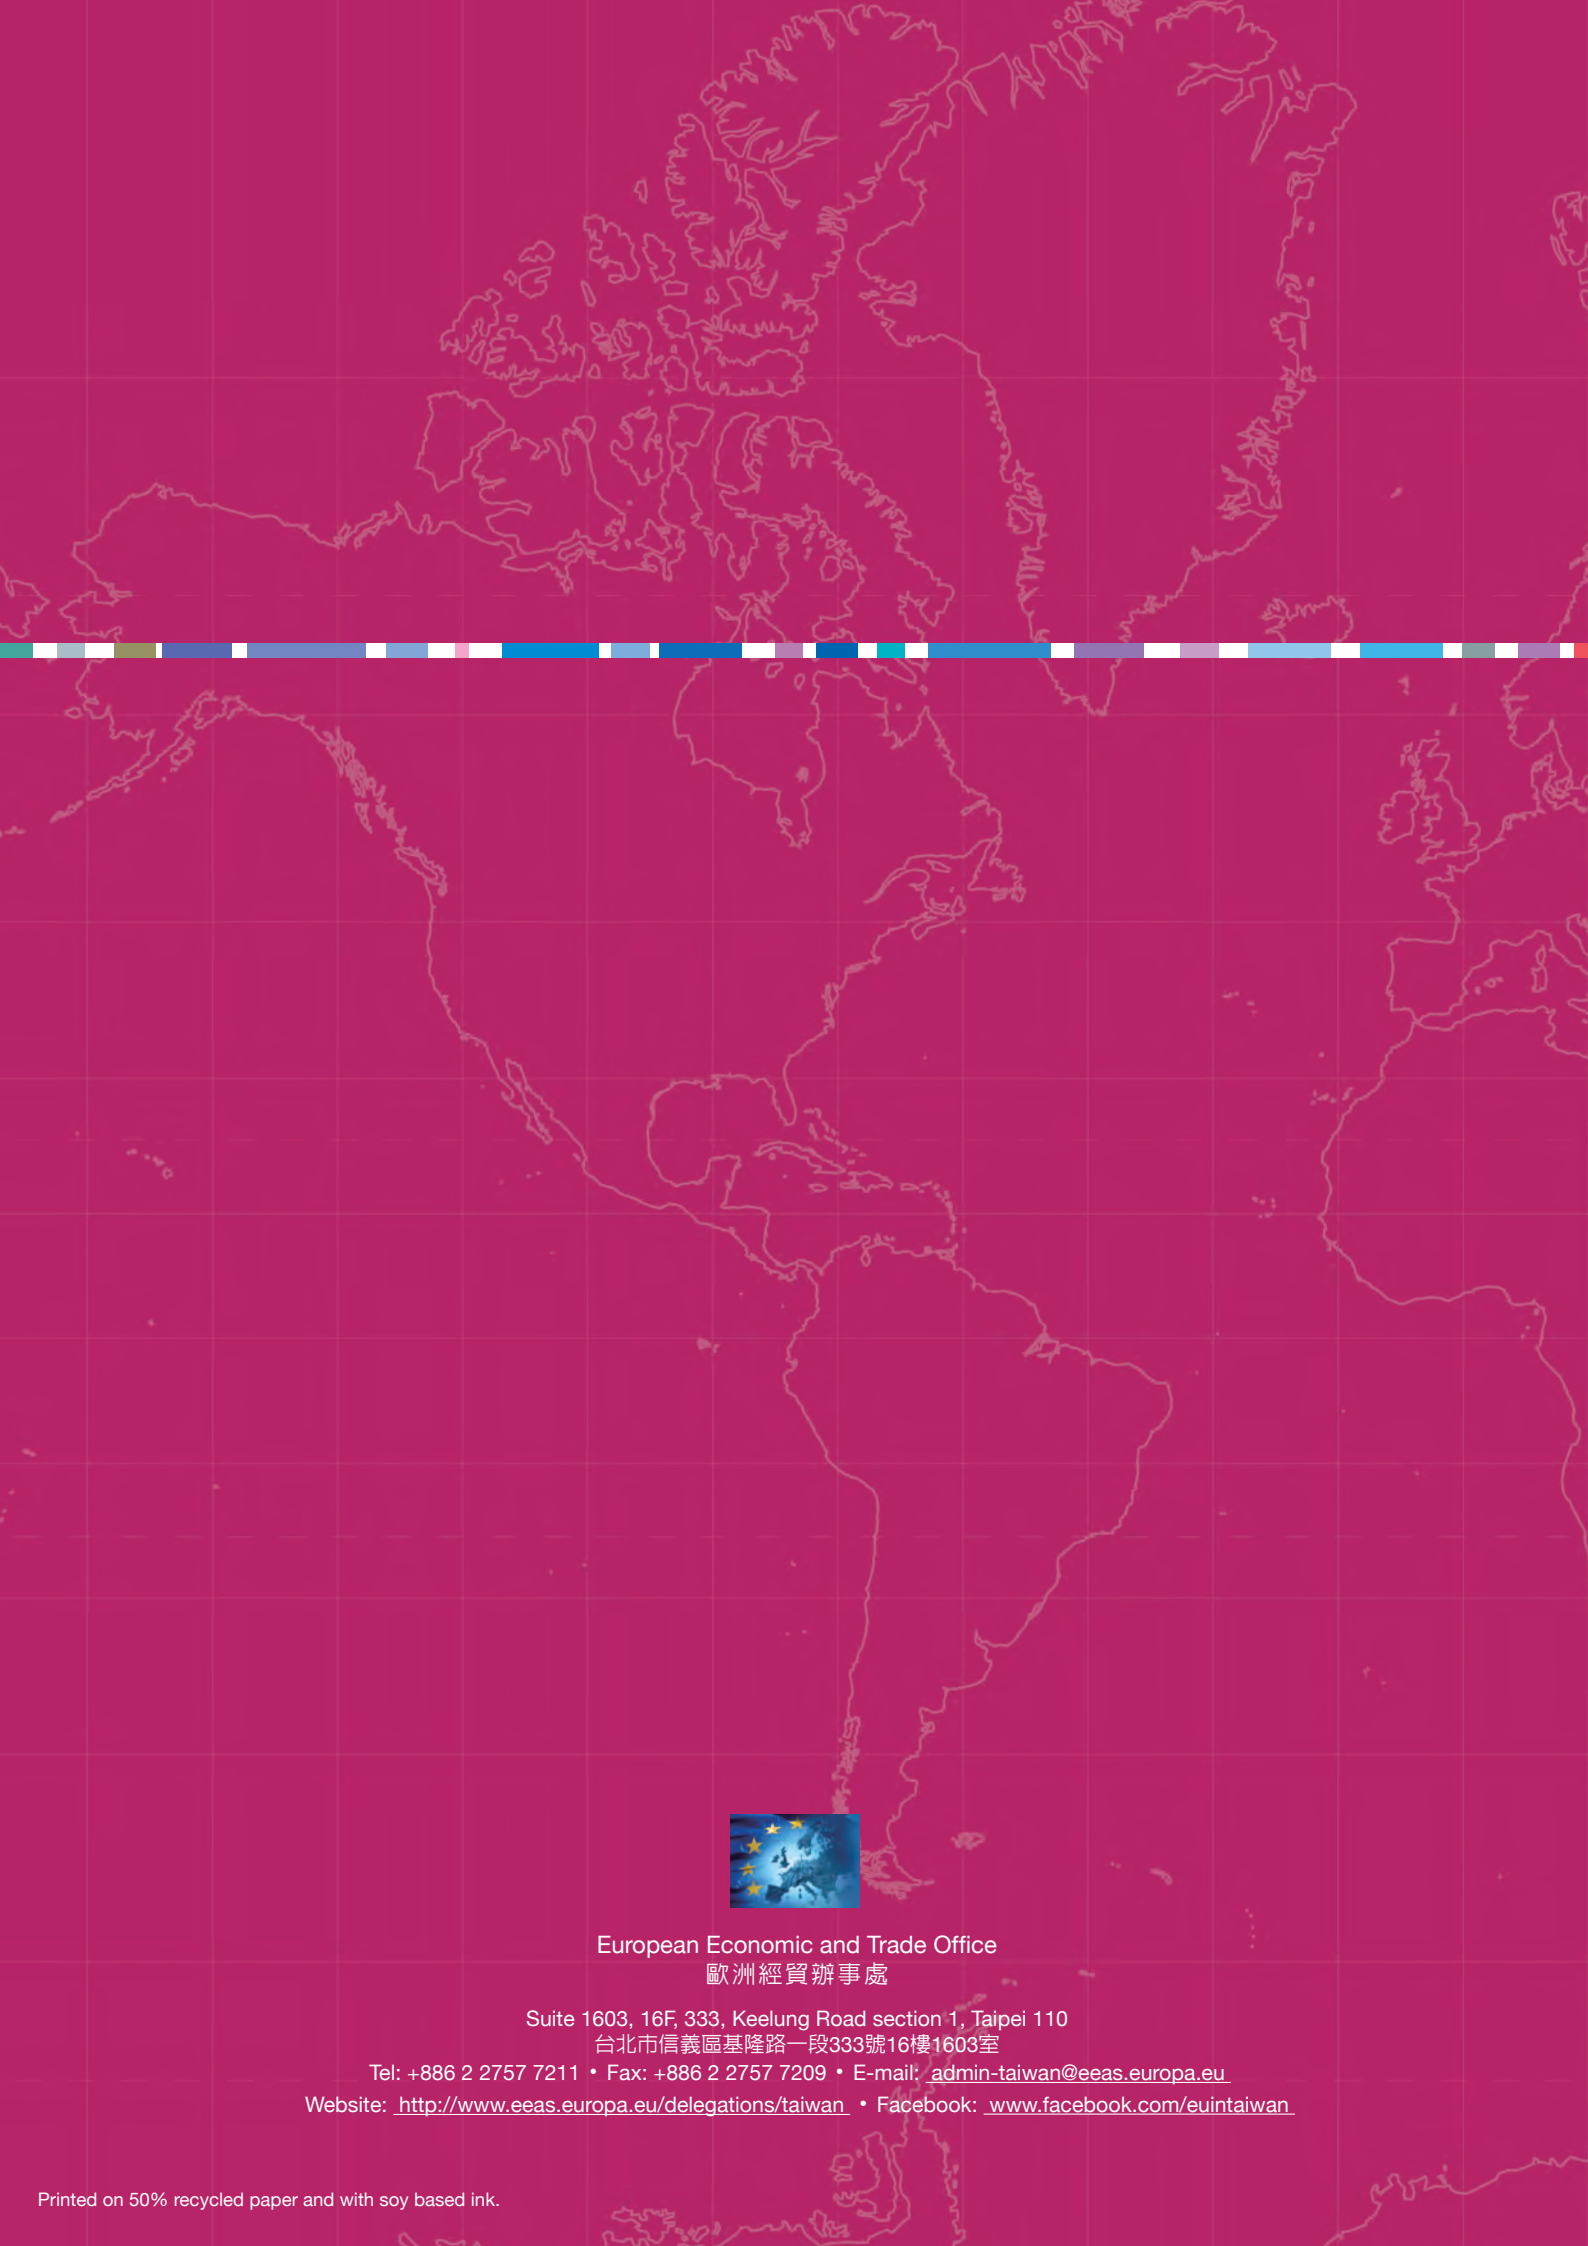 European Economic and Trade Office
歐洲經貿辦事處
Suite 1603, 16F, 333, Keelung Road section 1, Taipei 110
台北市信義區基隆路一段333號16樓1603室
Tel: +886 2 2757 7211 • Fax: +886 2 2757 7209 • E-mail: admin-taiwan@eeas.europa.eu
Website: http://www.eeas.europa.eu/delegations/taiwan • Facebook: www.facebook.com/euintaiwan
Printed on 50% recycled paper and with soy based ink.